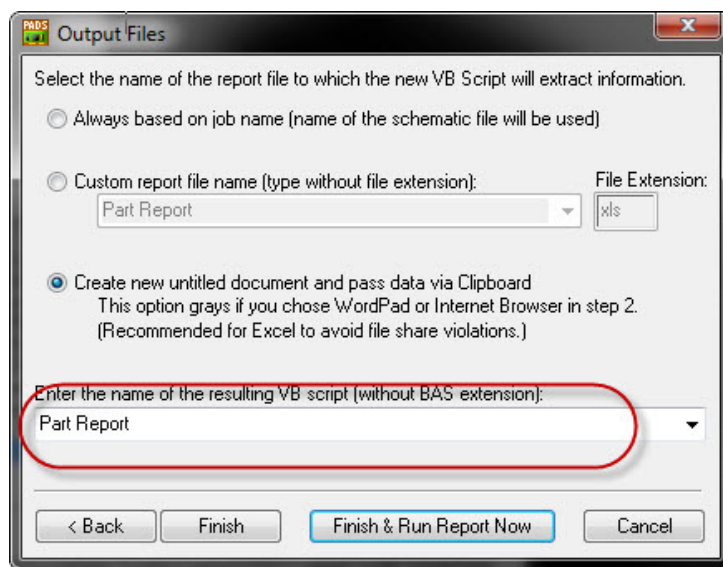 PADS
Output Files
Select the name of the report file to which the new VB Script will extract information.
Always based on job name (name of the schematic file will be used)
Custom report file name (type without file extension):
File Extension:
Part Report
xls
Create new untitled document and pass data via Clipboard
This option grays if you chose WordPad or Internet Browser in step 2.
(Recommended for Excel to avoid file share violations.)
Enter the name of the resulting VB script (without BAS extension):
Part Report
< Back
Finish
Finish & Run Report Now
Cancel